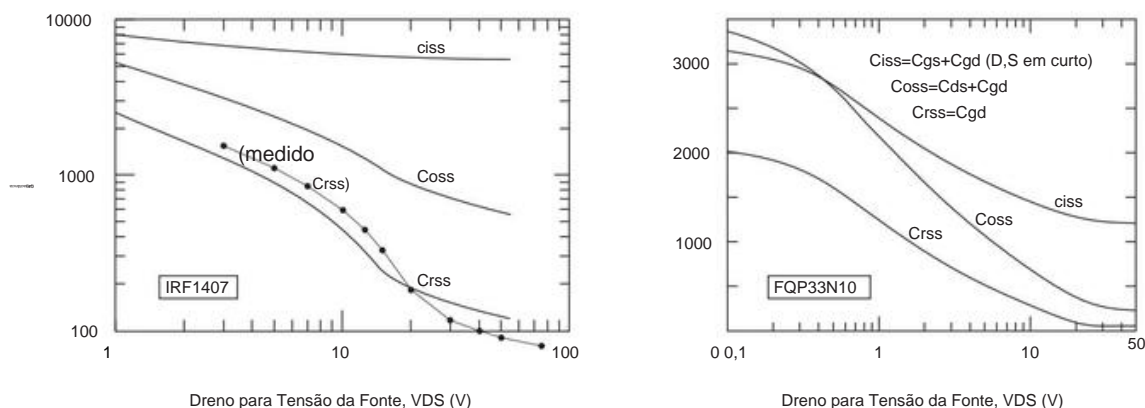 10000
ciss
(medido
1000
Crss)
Coss
IRF1407
Crss
100
1
10
100
Dreno para Tensão da Fonte, VDS (V)
3000
Ciss=Cgs+Cgd (D,S em curto)
Coss=Cds+Cgd
Crss=Cgd
2000
ciss
Crss
Coss
1000
FQP33N10
0 0,1
1
10
50
Dreno para Tensão da Fonte, VDS (V)